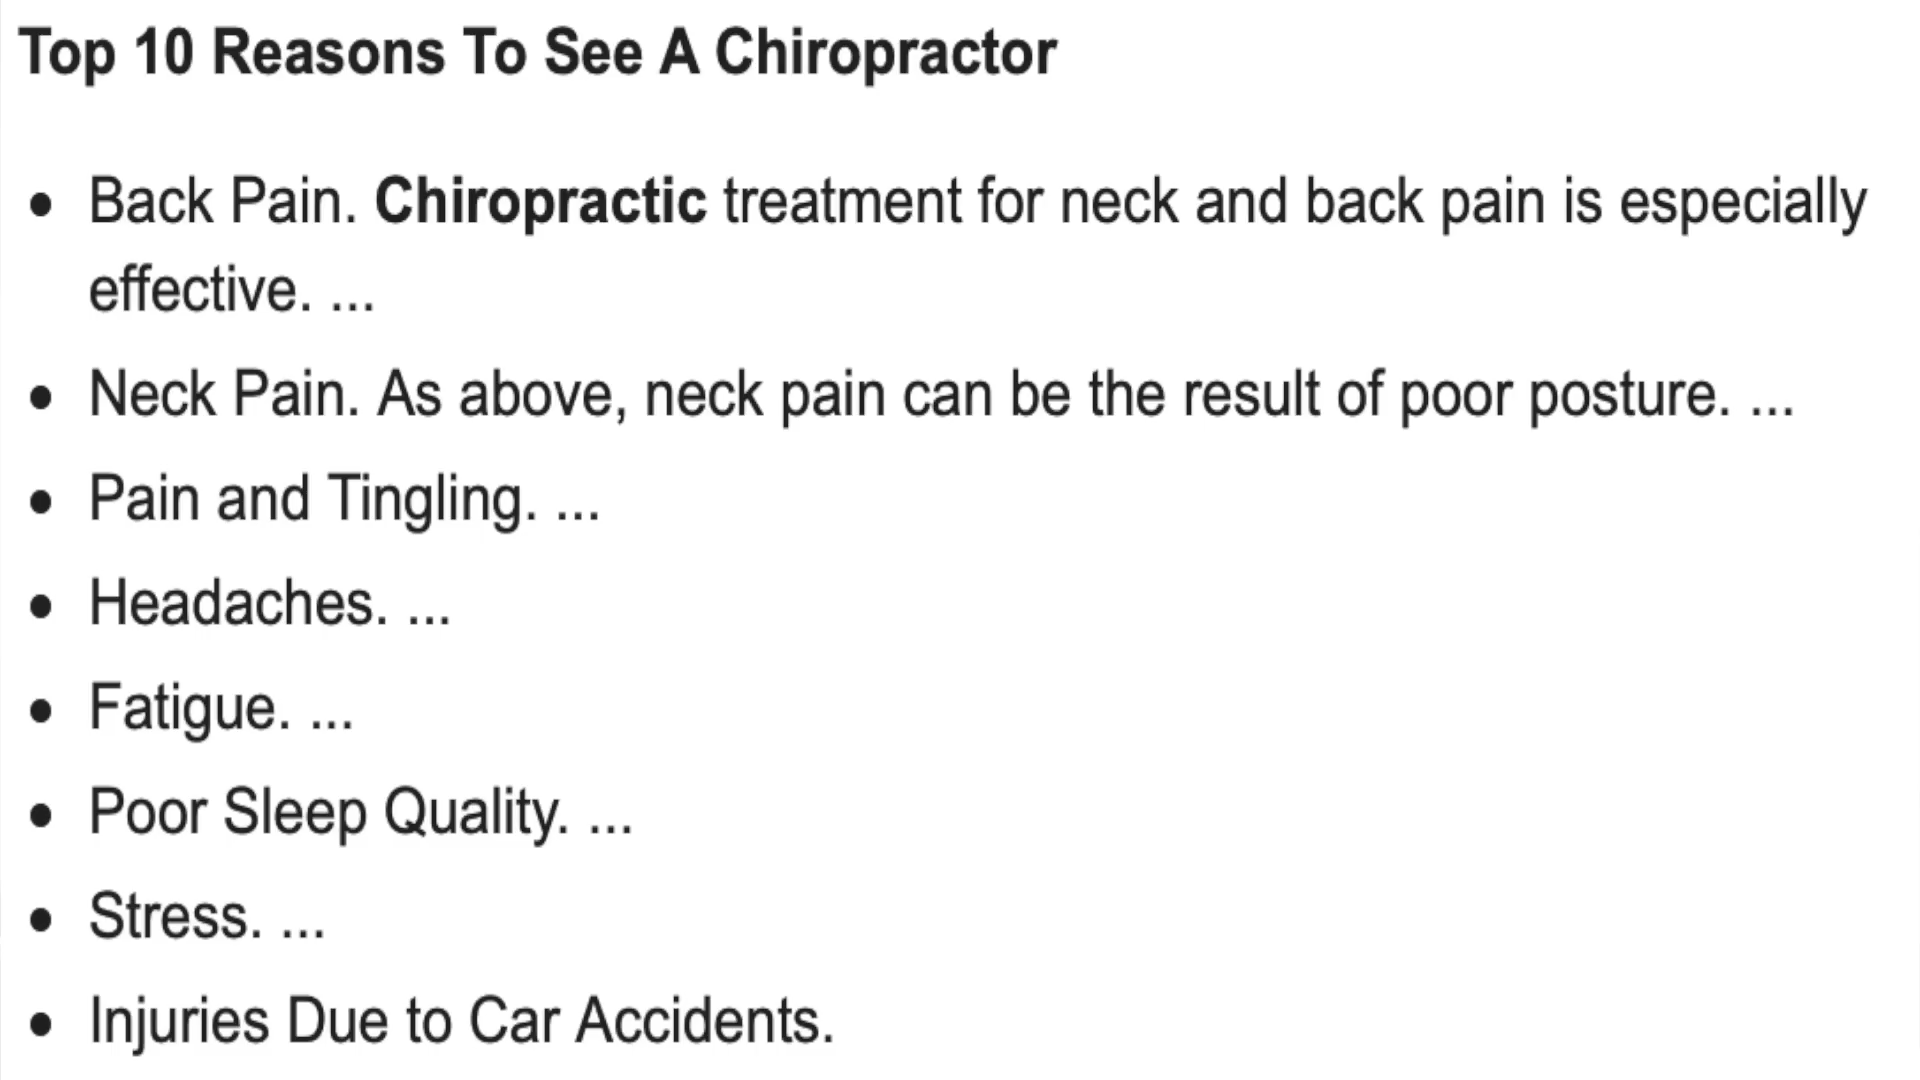 Top 10 Reasons To See A Chiropractor
• Back Pain. Chiropractic treatment for neck and back pain is especially
effective. ...
• Neck Pain. As above, neck pain can be the result of poor posture. ...
• Pain and Tingling. ...
• Headaches. ...
• Fatigue. ...
• Poor Sleep Quality. ...
• Stress. ...
• Injuries Due to Car Accidents.